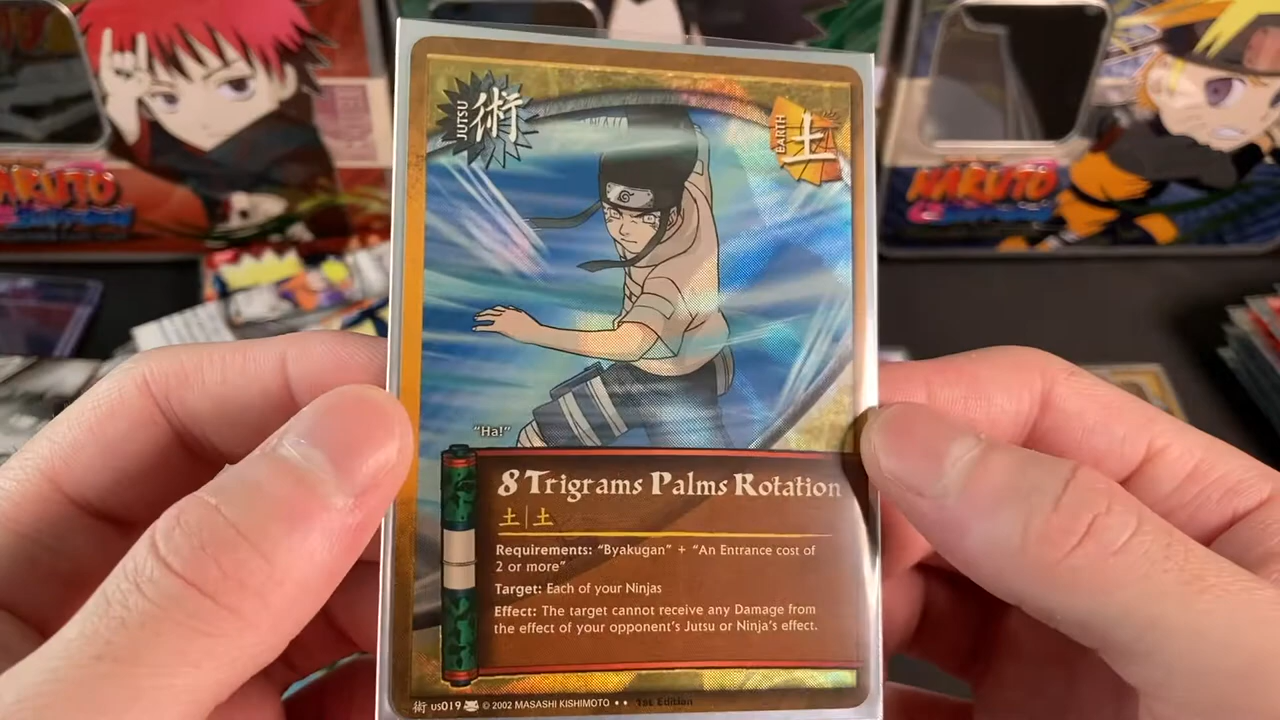 JUTSU
術
EARTH
土
NARUTO
NARUTO
"Ha!"
8 Trigrams Palms Rotation
土|土
Requirements: "Byakugan" + "An Entrance cost of
2 or more"
Target: Each of your Ninjas
Effect: The target cannot receive any Damage from
the effect of your opponent's Jutsu or Ninja's effect.
術 US019 © 2002 MASASHI KISHIMOTO •• 1st Edition